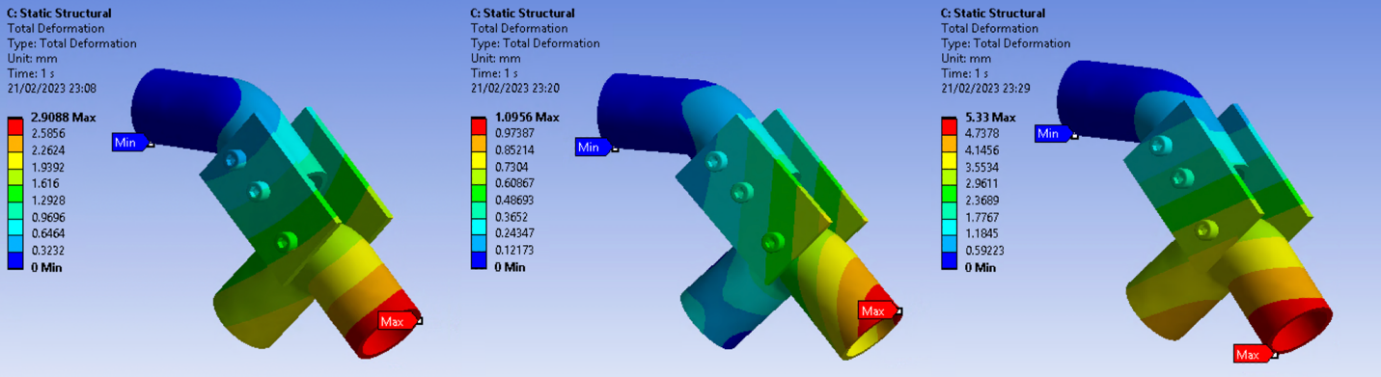 C: Static Structural
Total Deformation
Type: Total Deformation
Unit: mm
Time: 1 s
21/02/2023 23:08
2.9088 Max
2.5856
2.2624
1.9392
1.616
1.2928
0.9696
0.6464
0.3232
0 Min
Min
Max
C: Static Structural
Total Deformation
Type: Total Deformation
Unit: mm
Time: 1 s
21/02/2023 23:20
1.0956 Max
0.97387
0.85214
0.7304
0.60867
0.48693
0.3652
0.24347
0.12173
0 Min
Min
Max
C: Static Structural
Total Deformation
Type: Total Deformation
Unit: mm
Time: 1 s
21/02/2023 23:29
5.33 Max
4.7378
4.1456
3.5534
2.9611
2.3689
1.7767
1.1845
0.59223
0 Min
Min
Max